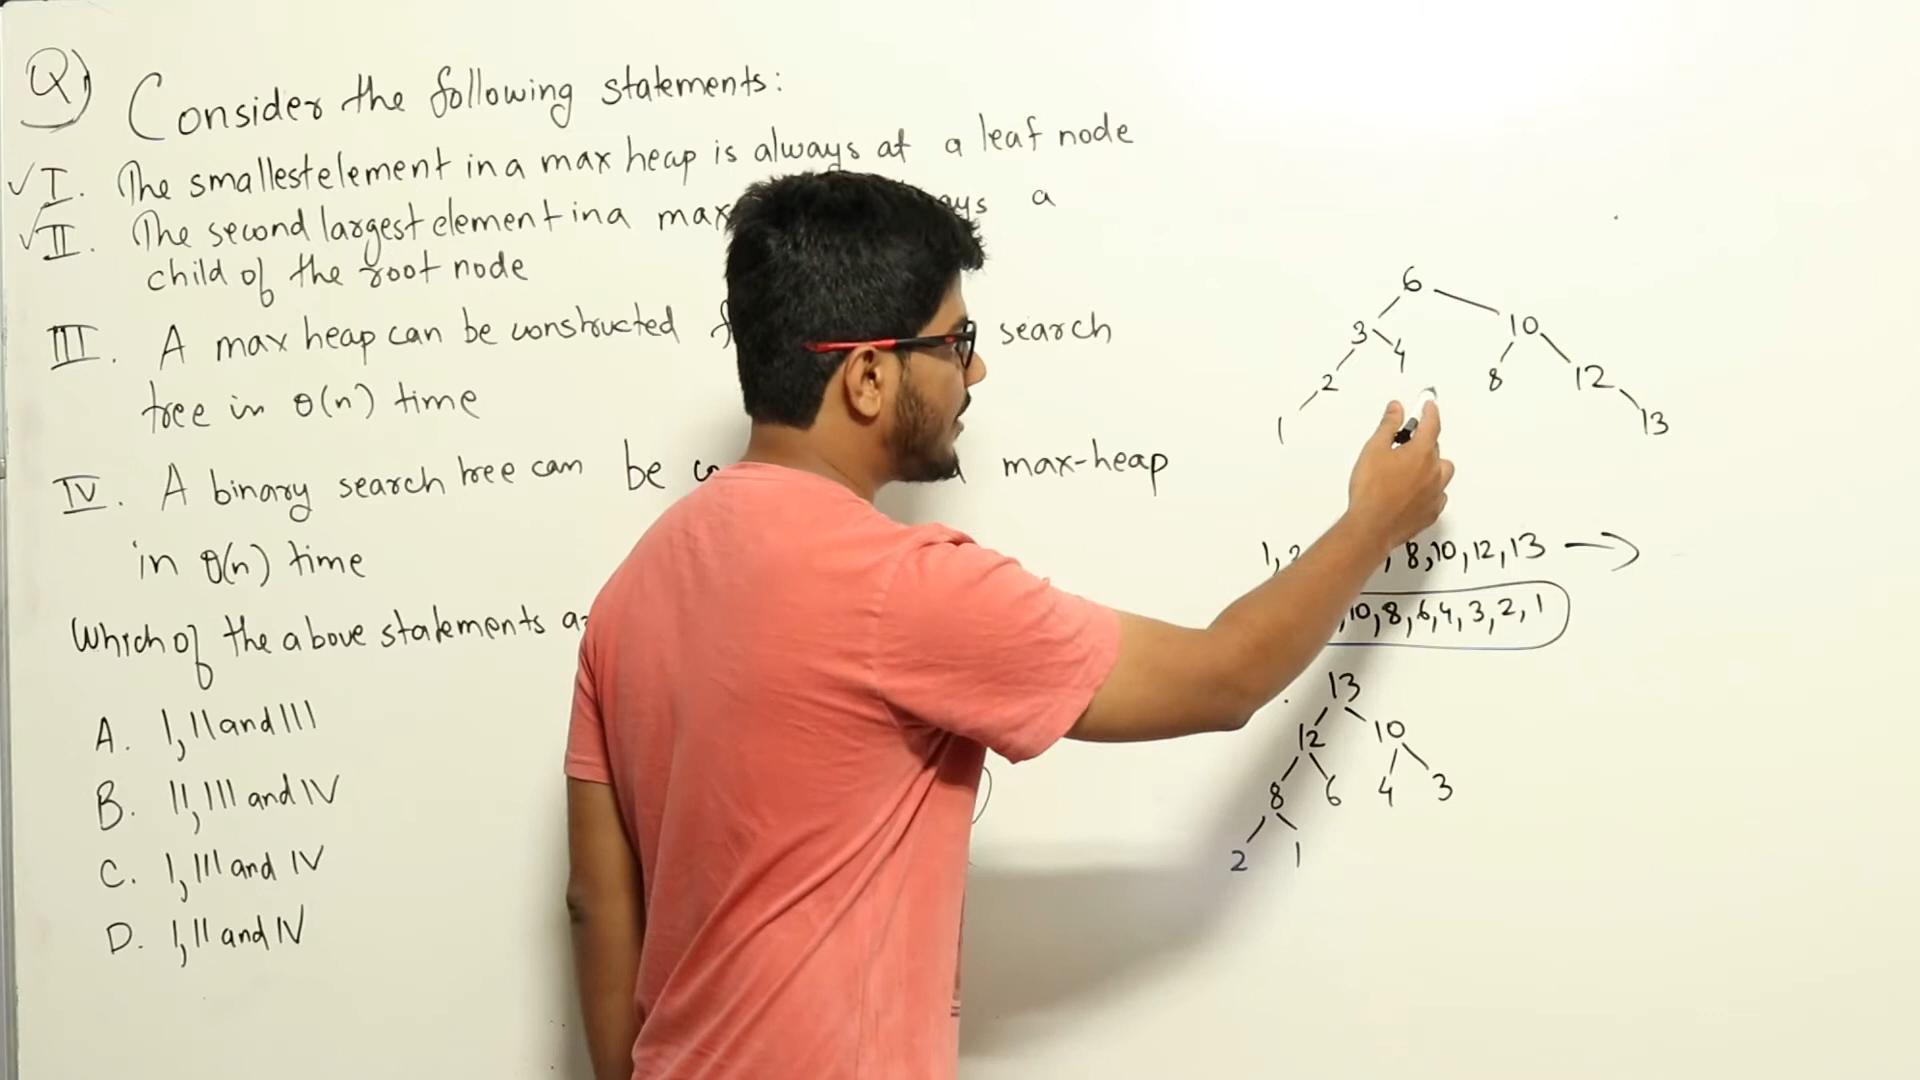 Q) Consider the following statements:
I. The smallest element in a max heap is always at a leaf node
II. The second largest element in a max a
child of the root node
III. A max heap can be constructed search
tree in θ(n) time
IV. A binary search tree can be max-heap
in θ(n) time
Which of the above statements
A. I, II and III
B. II, III and IV
C. I, III and IV
D. I, II and IV
6
3 10
2 4 8 12
1 13
1, 8, 10, 12, 13 →
10, 8, 6, 4, 3, 2, 1
13
12 10
8 6 4 3
2 1